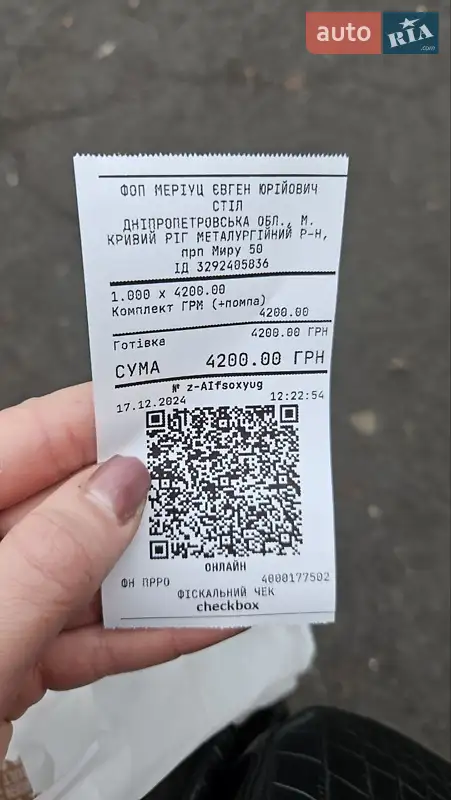 auto RIA .com
ФОП МЕРІУЦ ЄВГЕН ЮРІЙОВИЧ
СТІЛ
ДНІПРОПЕТРОВСЬКА ОБЛ., М.
КРИВИЙ РІГ МЕТАЛУРГІЙНИЙ Р-Н,
прп Миру 50
ІД 3292405836
1.000 x 4200.00
Комплект ГРМ (+помпа)
4200.00
Готівка 4200.00 ГРН
СУМА 4200.00 ГРН
№ z-AIfsoxyug
17.12.2024 12:22:54
ОНЛАЙН
ФН ПРРО 4000177502
ФІСКАЛЬНИЙ ЧЕК
checkbox